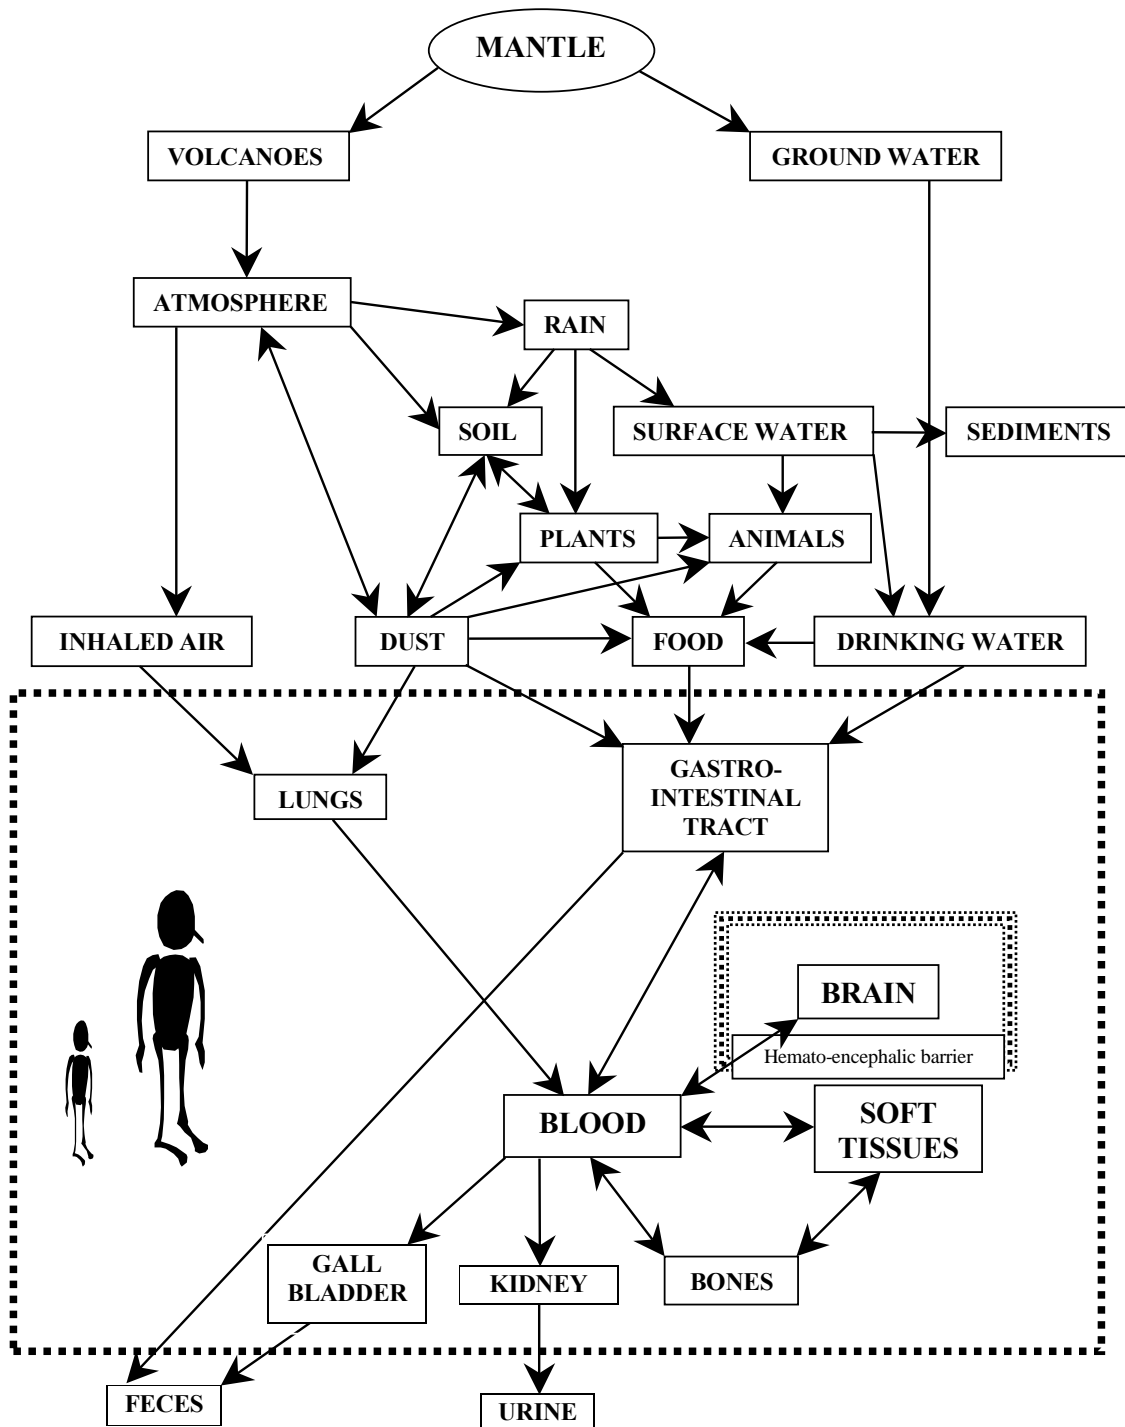 MANTLE
VOLCANOES
GROUND WATER
ATMOSPHERE
RAIN
SOIL
SURFACE WATER
SEDIMENTS
PLANTS
ANIMALS
INHALED AIR
DUST
FOOD
DRINKING WATER
GASTRO-
INTESTINAL
TRACT
LUNGS
BRAIN
Hemato-encephalic barrier
BLOOD
SOFT
TISSUES
GALL
BLADDER
KIDNEY
BONES
FECES
URINE